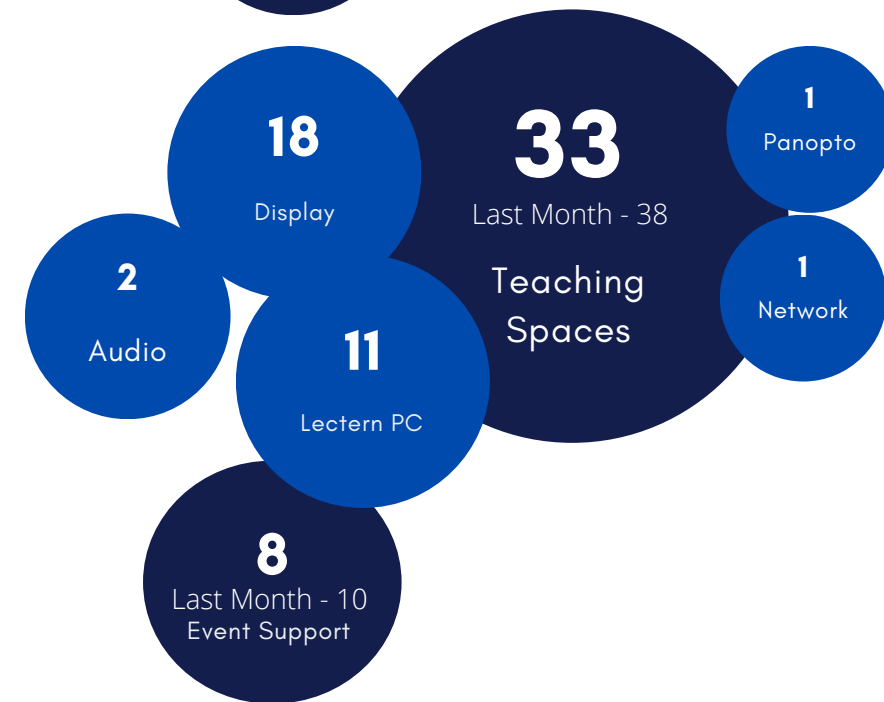 18
Display
33
Last Month - 38
Teaching
Spaces
1
Panopto
1
Network
2
Audio
11
Lectern PC
8
Last Month - 10
Event Support